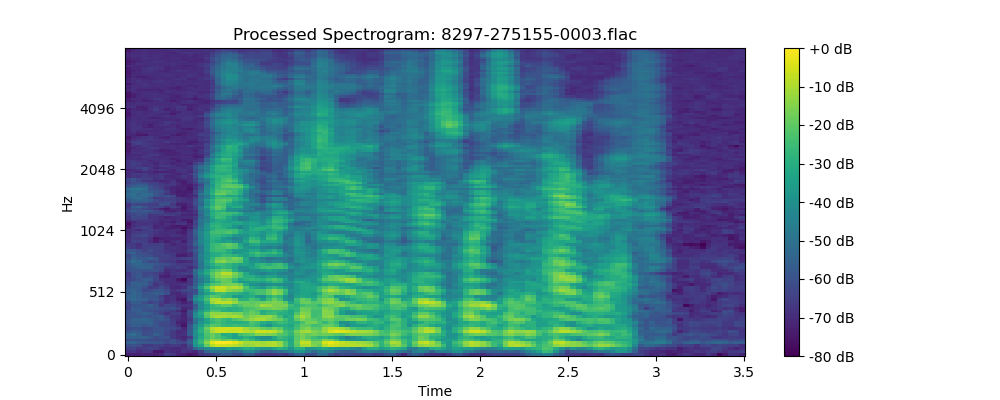 Processed Spectrogram: 8297-275155-0003.flac
Hz
4096
2048
1024
512
0
0 0.5 1 1.5 2 2.5 3 3.5
Time
+0 dB
-10 dB
-20 dB
-30 dB
-40 dB
-50 dB
-60 dB
-70 dB
-80 dB